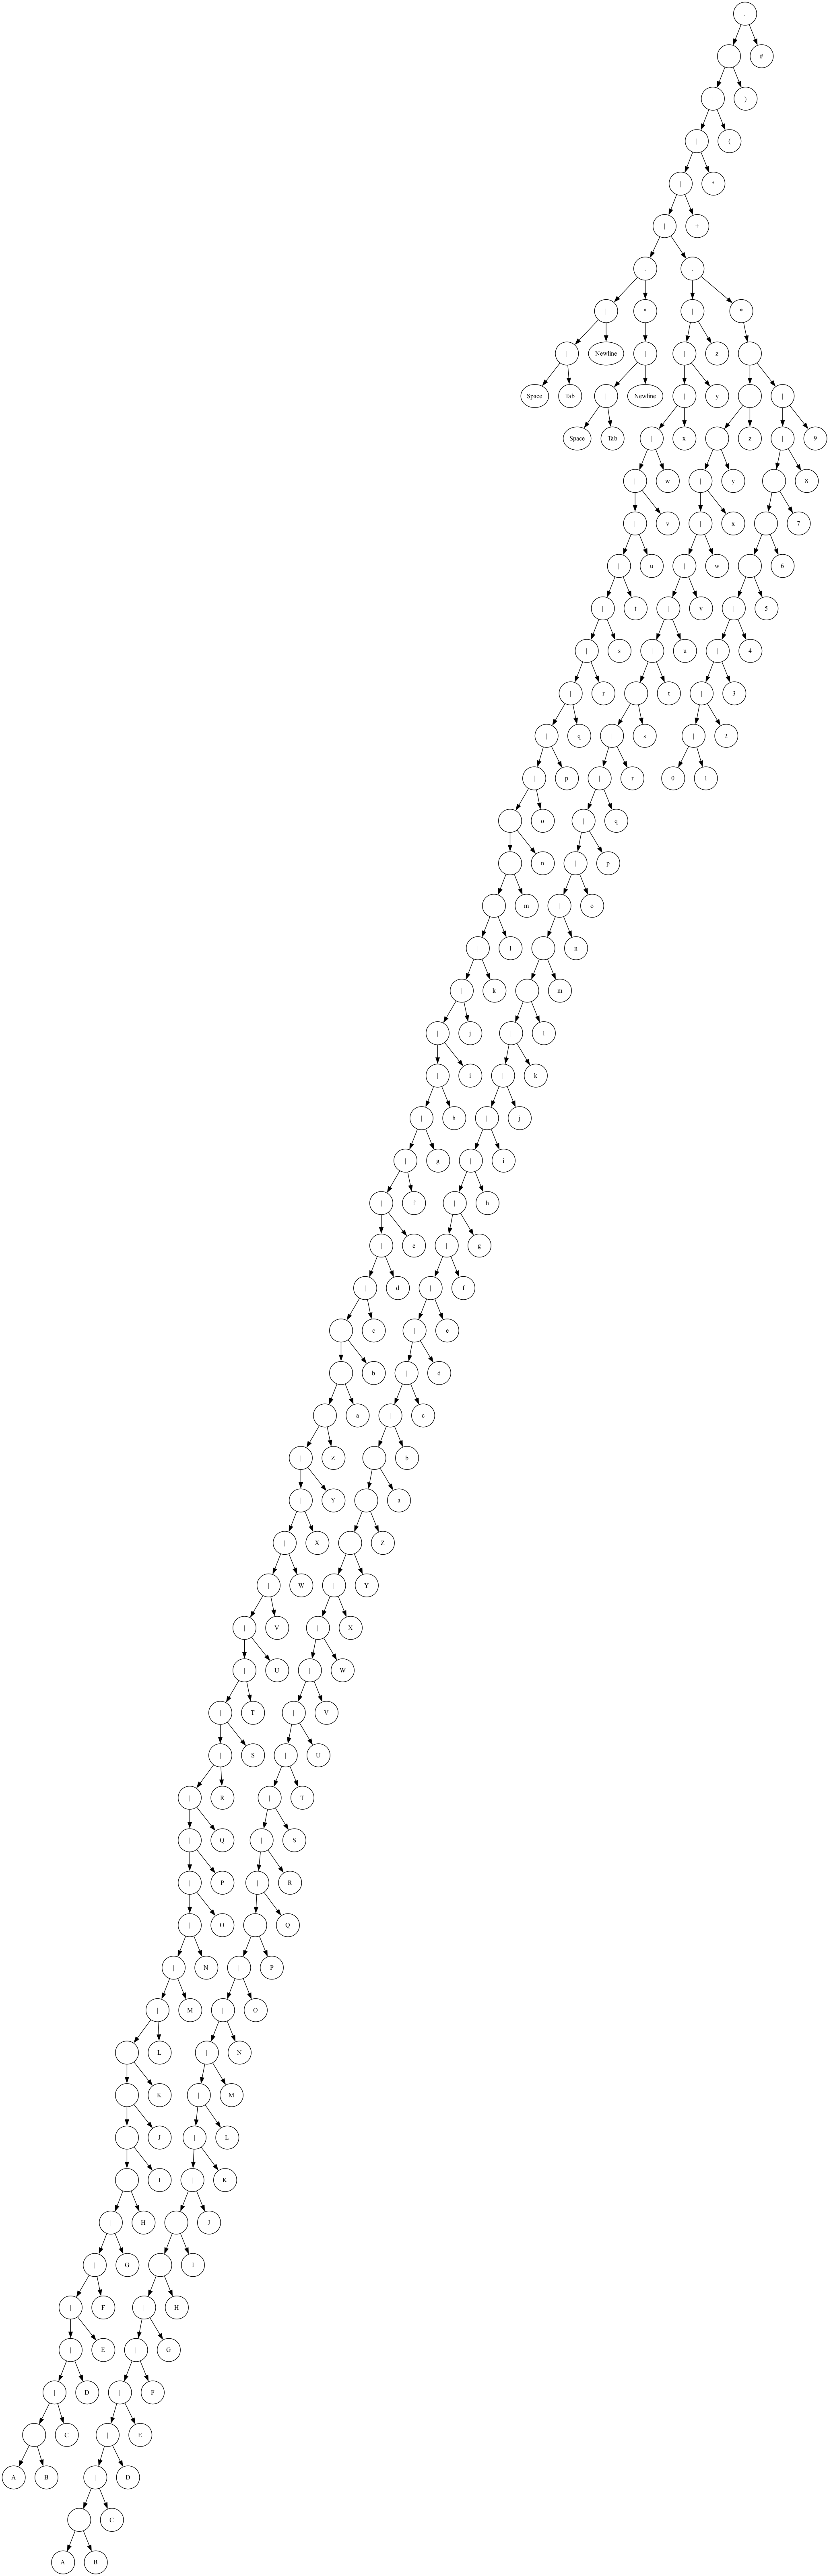 .
| #
| )
| (
| *
| +
. .
| * | *
| Newline | | z |
Space Tab | Newline | y | |
Space Tab | x | z | 9
| w | y | 8
| v | x | 7
| u | w | 6
| t | v | 5
| s | u | 4
| r | t | 3
| q | s | 2
| p | r 0 1
| o | q
| n | p
| m | o
| l | n
| k | m
| j | l
| i | k
| h | j
| g | i
| f | h
| e | g
| d | f
| c | e
| b | d
| a | c
| Z | b
| Y | a
| X | Z
| W | Y
| V | X
| U | W
| T | V
| S | U
| R | T
| Q | S
| P | R
| O | Q
| N | P
| M | O
| L | N
| K | M
| J | L
| I | K
| H | J
| G | I
| F | H
| E | G
| D | F
| C | E
A B | D
| C
A B